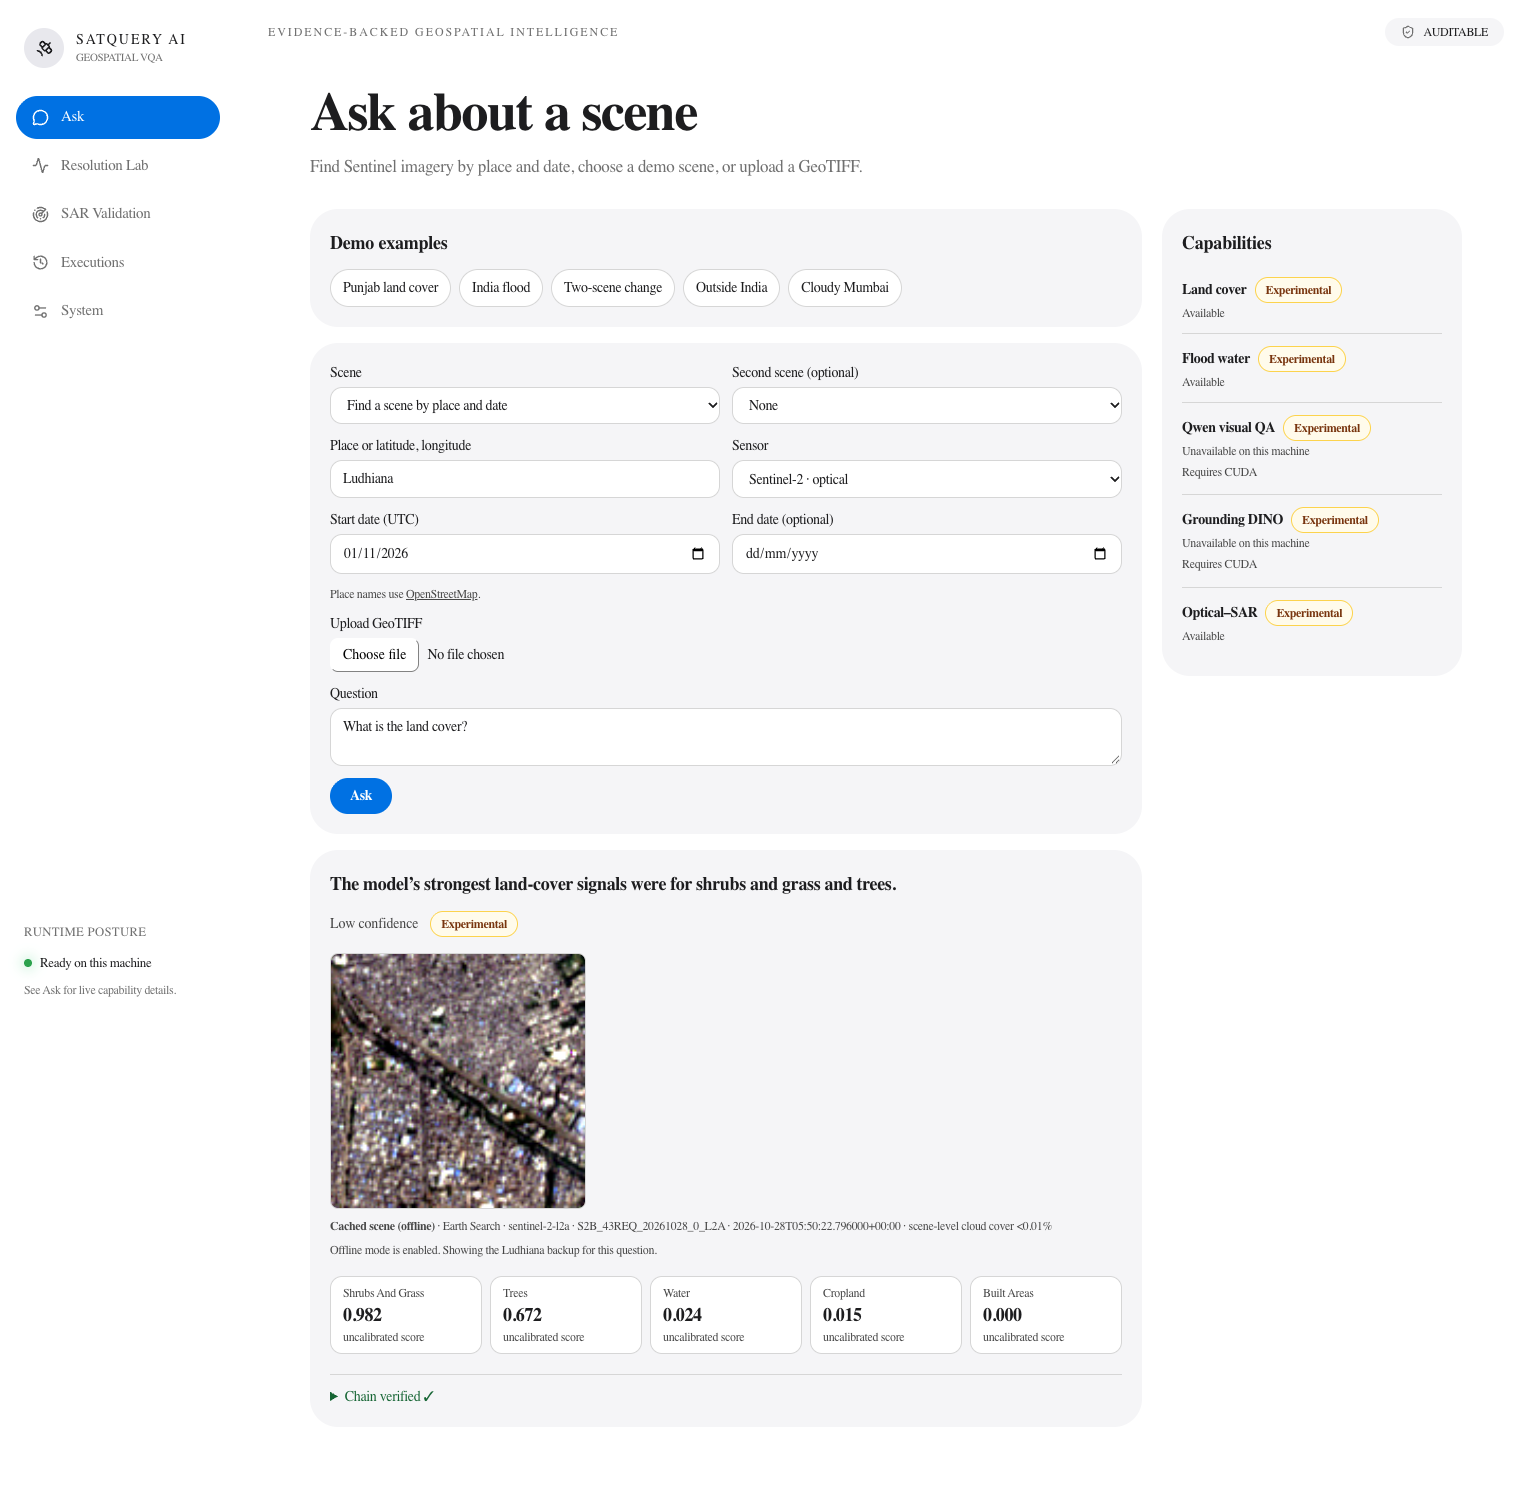 SATQUERY AI
GEOSPATIAL VQA
Ask
Resolution Lab
SAR Validation
Executions
System
RUNTIME POSTURE
Ready on this machine
See Ask for live capability details.
EVIDENCE-BACKED GEOSPATIAL INTELLIGENCE
AUDITABLE
Ask about a scene
Find Sentinel imagery by place and date, choose a demo scene, or upload a GeoTIFF.
Demo examples
Punjab land cover
India flood
Two-scene change
Outside India
Cloudy Mumbai
Scene
Second scene (optional)
Find a scene by place and date
None
Place or latitude, longitude
Sensor
Ludhiana
Sentinel-2 · optical
Start date (UTC)
End date (optional)
01/11/2026
dd/mm/yyyy
Place names use OpenStreetMap.
Upload GeoTIFF
Choose file No file chosen
Question
What is the land cover?
Ask
The model’s strongest land-cover signals were for shrubs and grass and trees.
Low confidence Experimental
Cached scene (offline) · Earth Search · sentinel-2-l2a · S2B_43REQ_20261028_0_L2A · 2026-10-28T05:50:22.796000+00:00 · scene-level cloud cover <0.01%
Offline mode is enabled. Showing the Ludhiana backup for this question.
Shrubs And Grass
0.982
uncalibrated score
Trees
0.672
uncalibrated score
Water
0.024
uncalibrated score
Cropland
0.015
uncalibrated score
Built Areas
0.000
uncalibrated score
Chain verified ✓
Capabilities
Land cover Experimental
Available
Flood water Experimental
Available
Qwen visual QA Experimental
Unavailable on this machine
Requires CUDA
Grounding DINO Experimental
Unavailable on this machine
Requires CUDA
Optical–SAR Experimental
Available